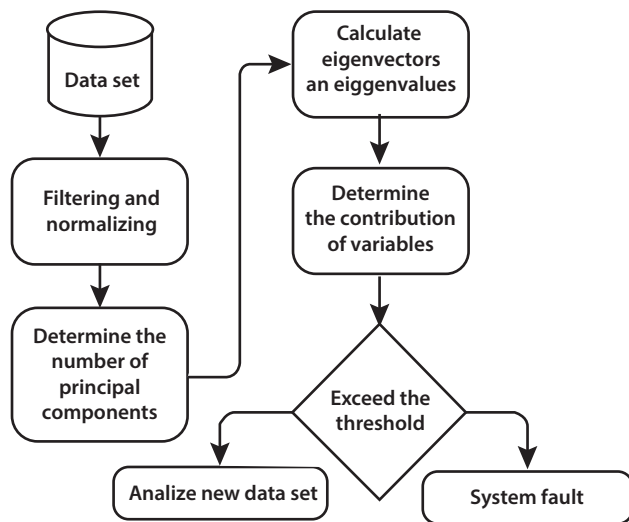 Data set
Filtering and
normalizing
Determine the
number of
principal
components
Calculate
eigenvectors
an eiggenvalues
Determine
the contribution
of variables
Exceed the
threshold
Analize new data set
System fault